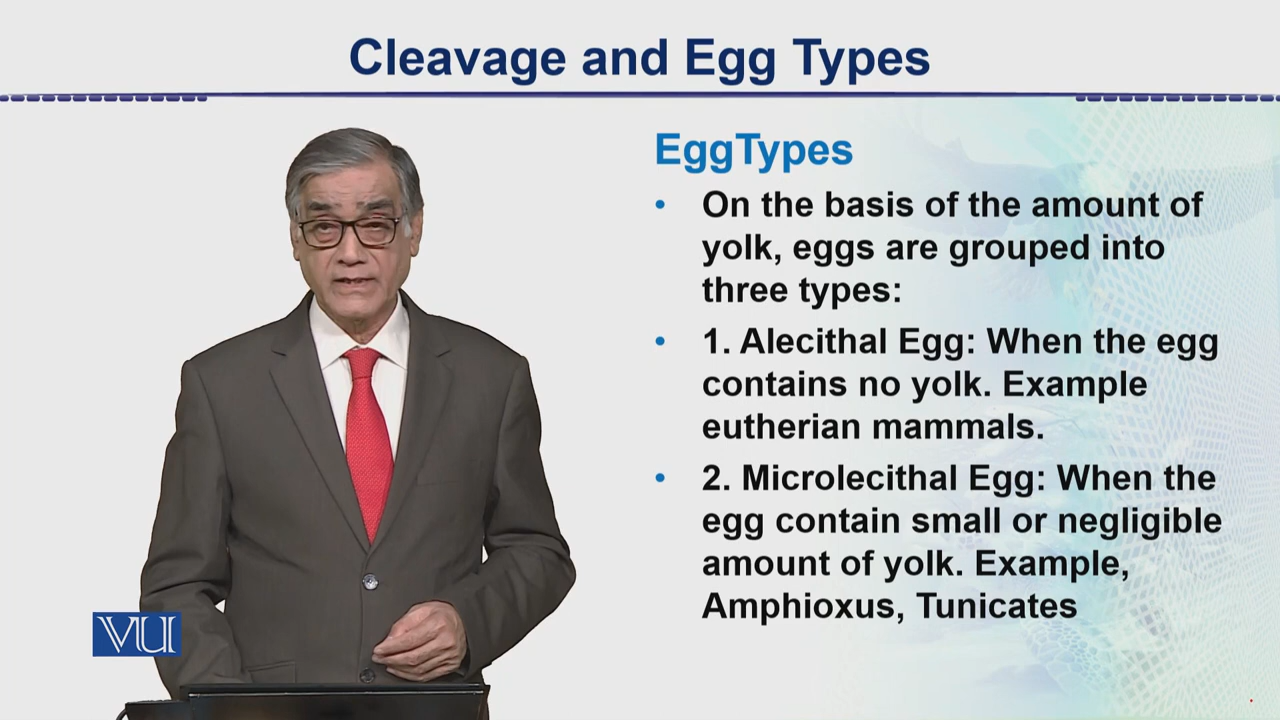 Cleavage and Egg Types
EggTypes
• On the basis of the amount of
yolk, eggs are grouped into
three types:
• 1. Alecithal Egg: When the egg
contains no yolk. Example
eutherian mammals.
• 2. Microlecithal Egg: When the
egg contain small or negligible
amount of yolk. Example,
Amphioxus, Tunicates
VU